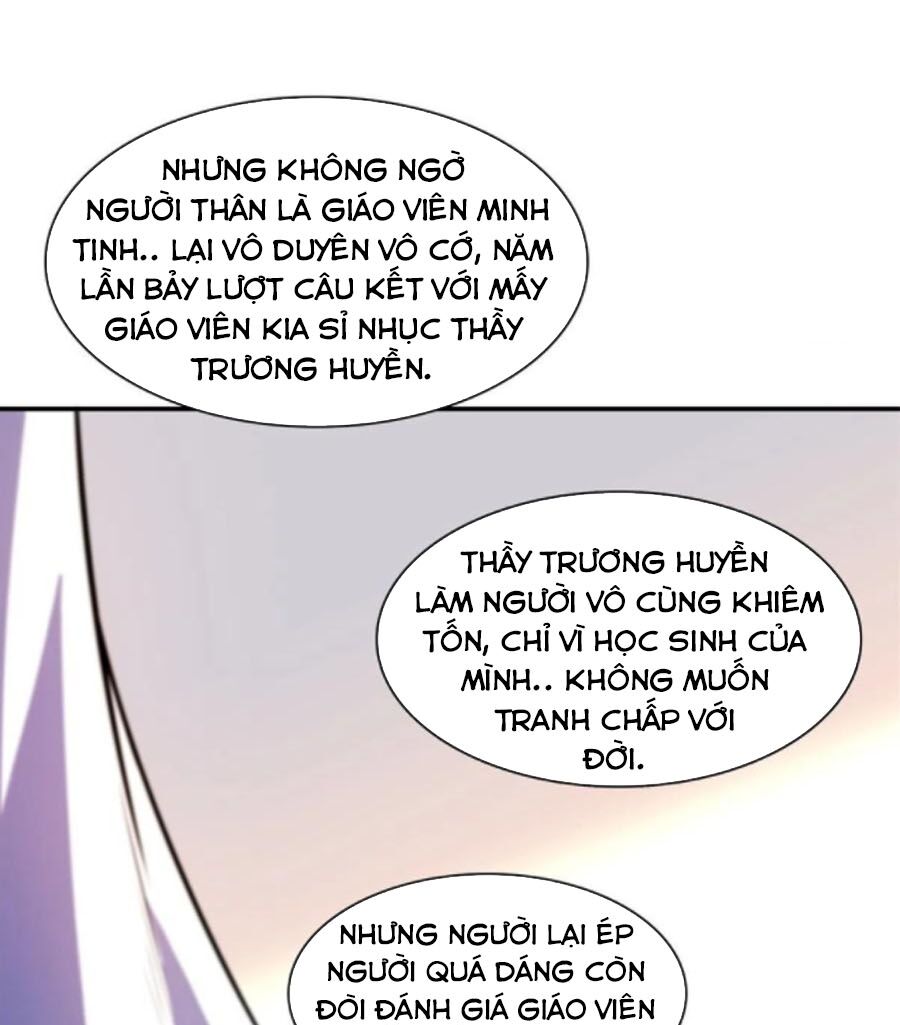 NHƯNG KHÔNG NGỜ
NGƯỜI THÂN LÀ GIÁO VIÊN MINH
TINH.. LẠI VÔ DUYÊN VÔ CỚ, NĂM
LẦN BẢY LƯỢT CÂU KẾT VỚI MẤY
GIÁO VIÊN KIA SỈ NHỤC THẦY
TRƯƠNG HUYỀN.
THẦY TRƯƠNG HUYỀN
LÀM NGƯỜI VÔ CÙNG KHIÊM
TỐN, CHỈ VÌ HỌC SINH CỦA
MÌNH.. KHÔNG MUỐN
TRANH CHẤP VỚI
ĐỜI.
NHƯNG NGƯỜI LẠI ÉP
NGƯỜI QUÁ DÁNG CÒN
ĐÒI ĐÁNH GIÁ GIÁO VIÊN